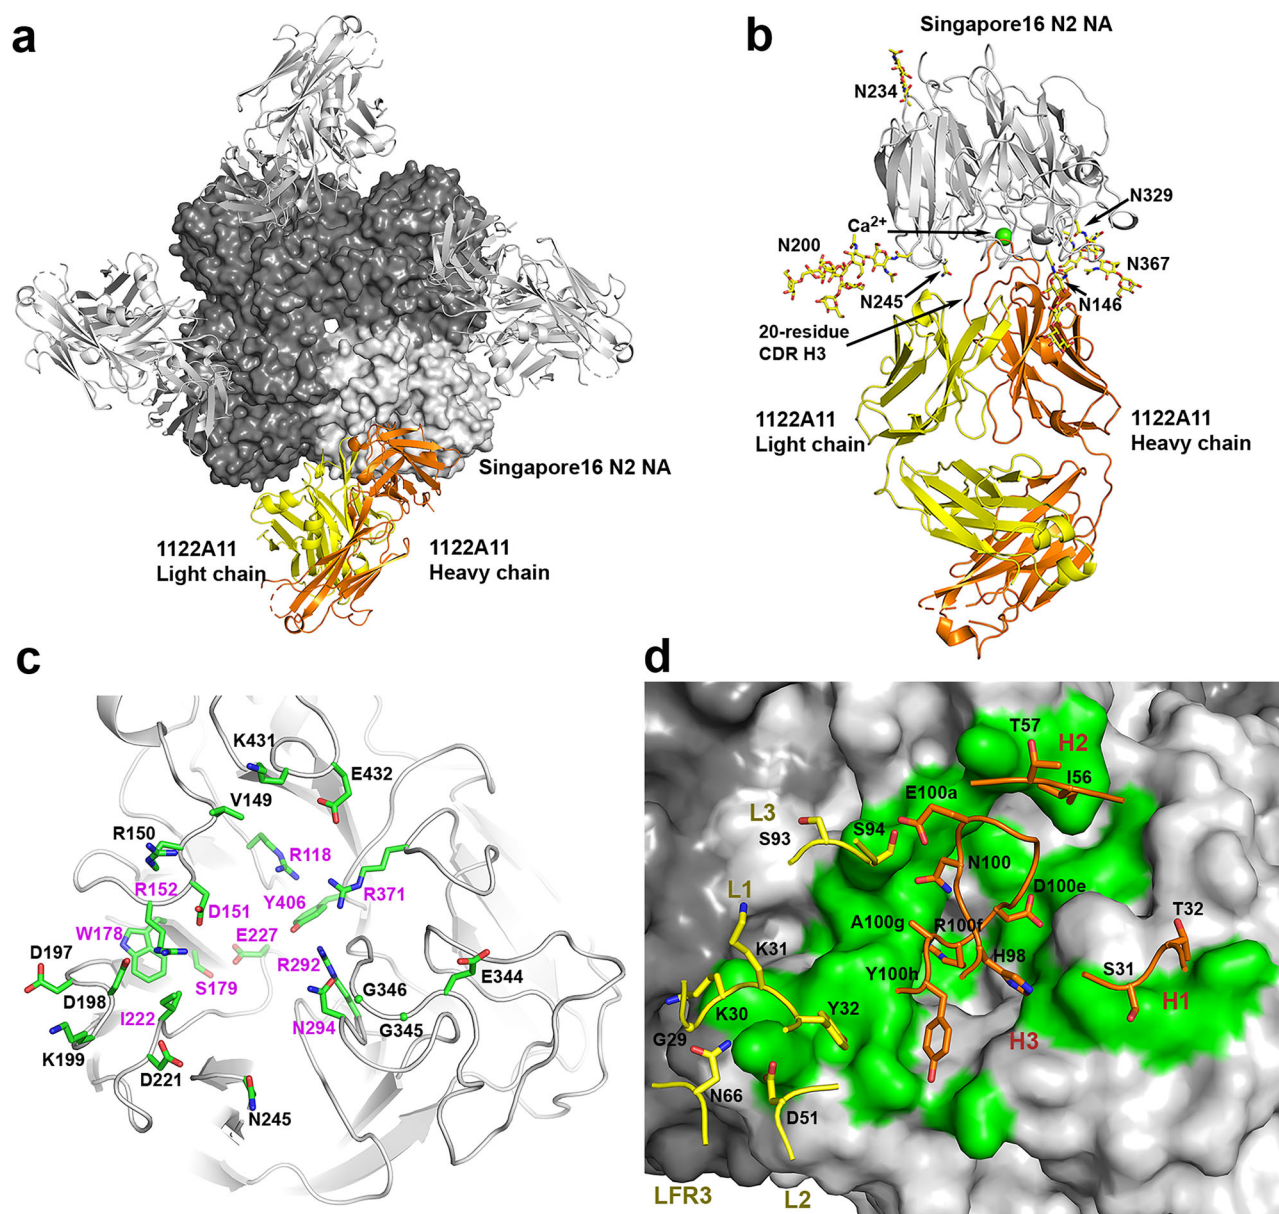 a
Singapore16 N2 NA
1122A11
Light chain
1122A11
Heavy chain
b
Singapore16 N2 NA
N234
N329
Ca2+
N200
N367
N245
N146
20-residue
CDR H3
1122A11
Light chain
1122A11
Heavy chain
c
K431
E432
V149
R150
R118
R152
Y406
R371
D151
W178
E227
D197
R292
E344
D198
S179
G346
I222
N294
G345
K199
D221
N245
d
T57
H2
I56
E100a
L3
S94
S93
N100
L1
D100e
A100g
R100f
T32
K31
H98
S31
Y100h
H1
K30
Y32
G29
H3
N66
D51
LFR3
L2